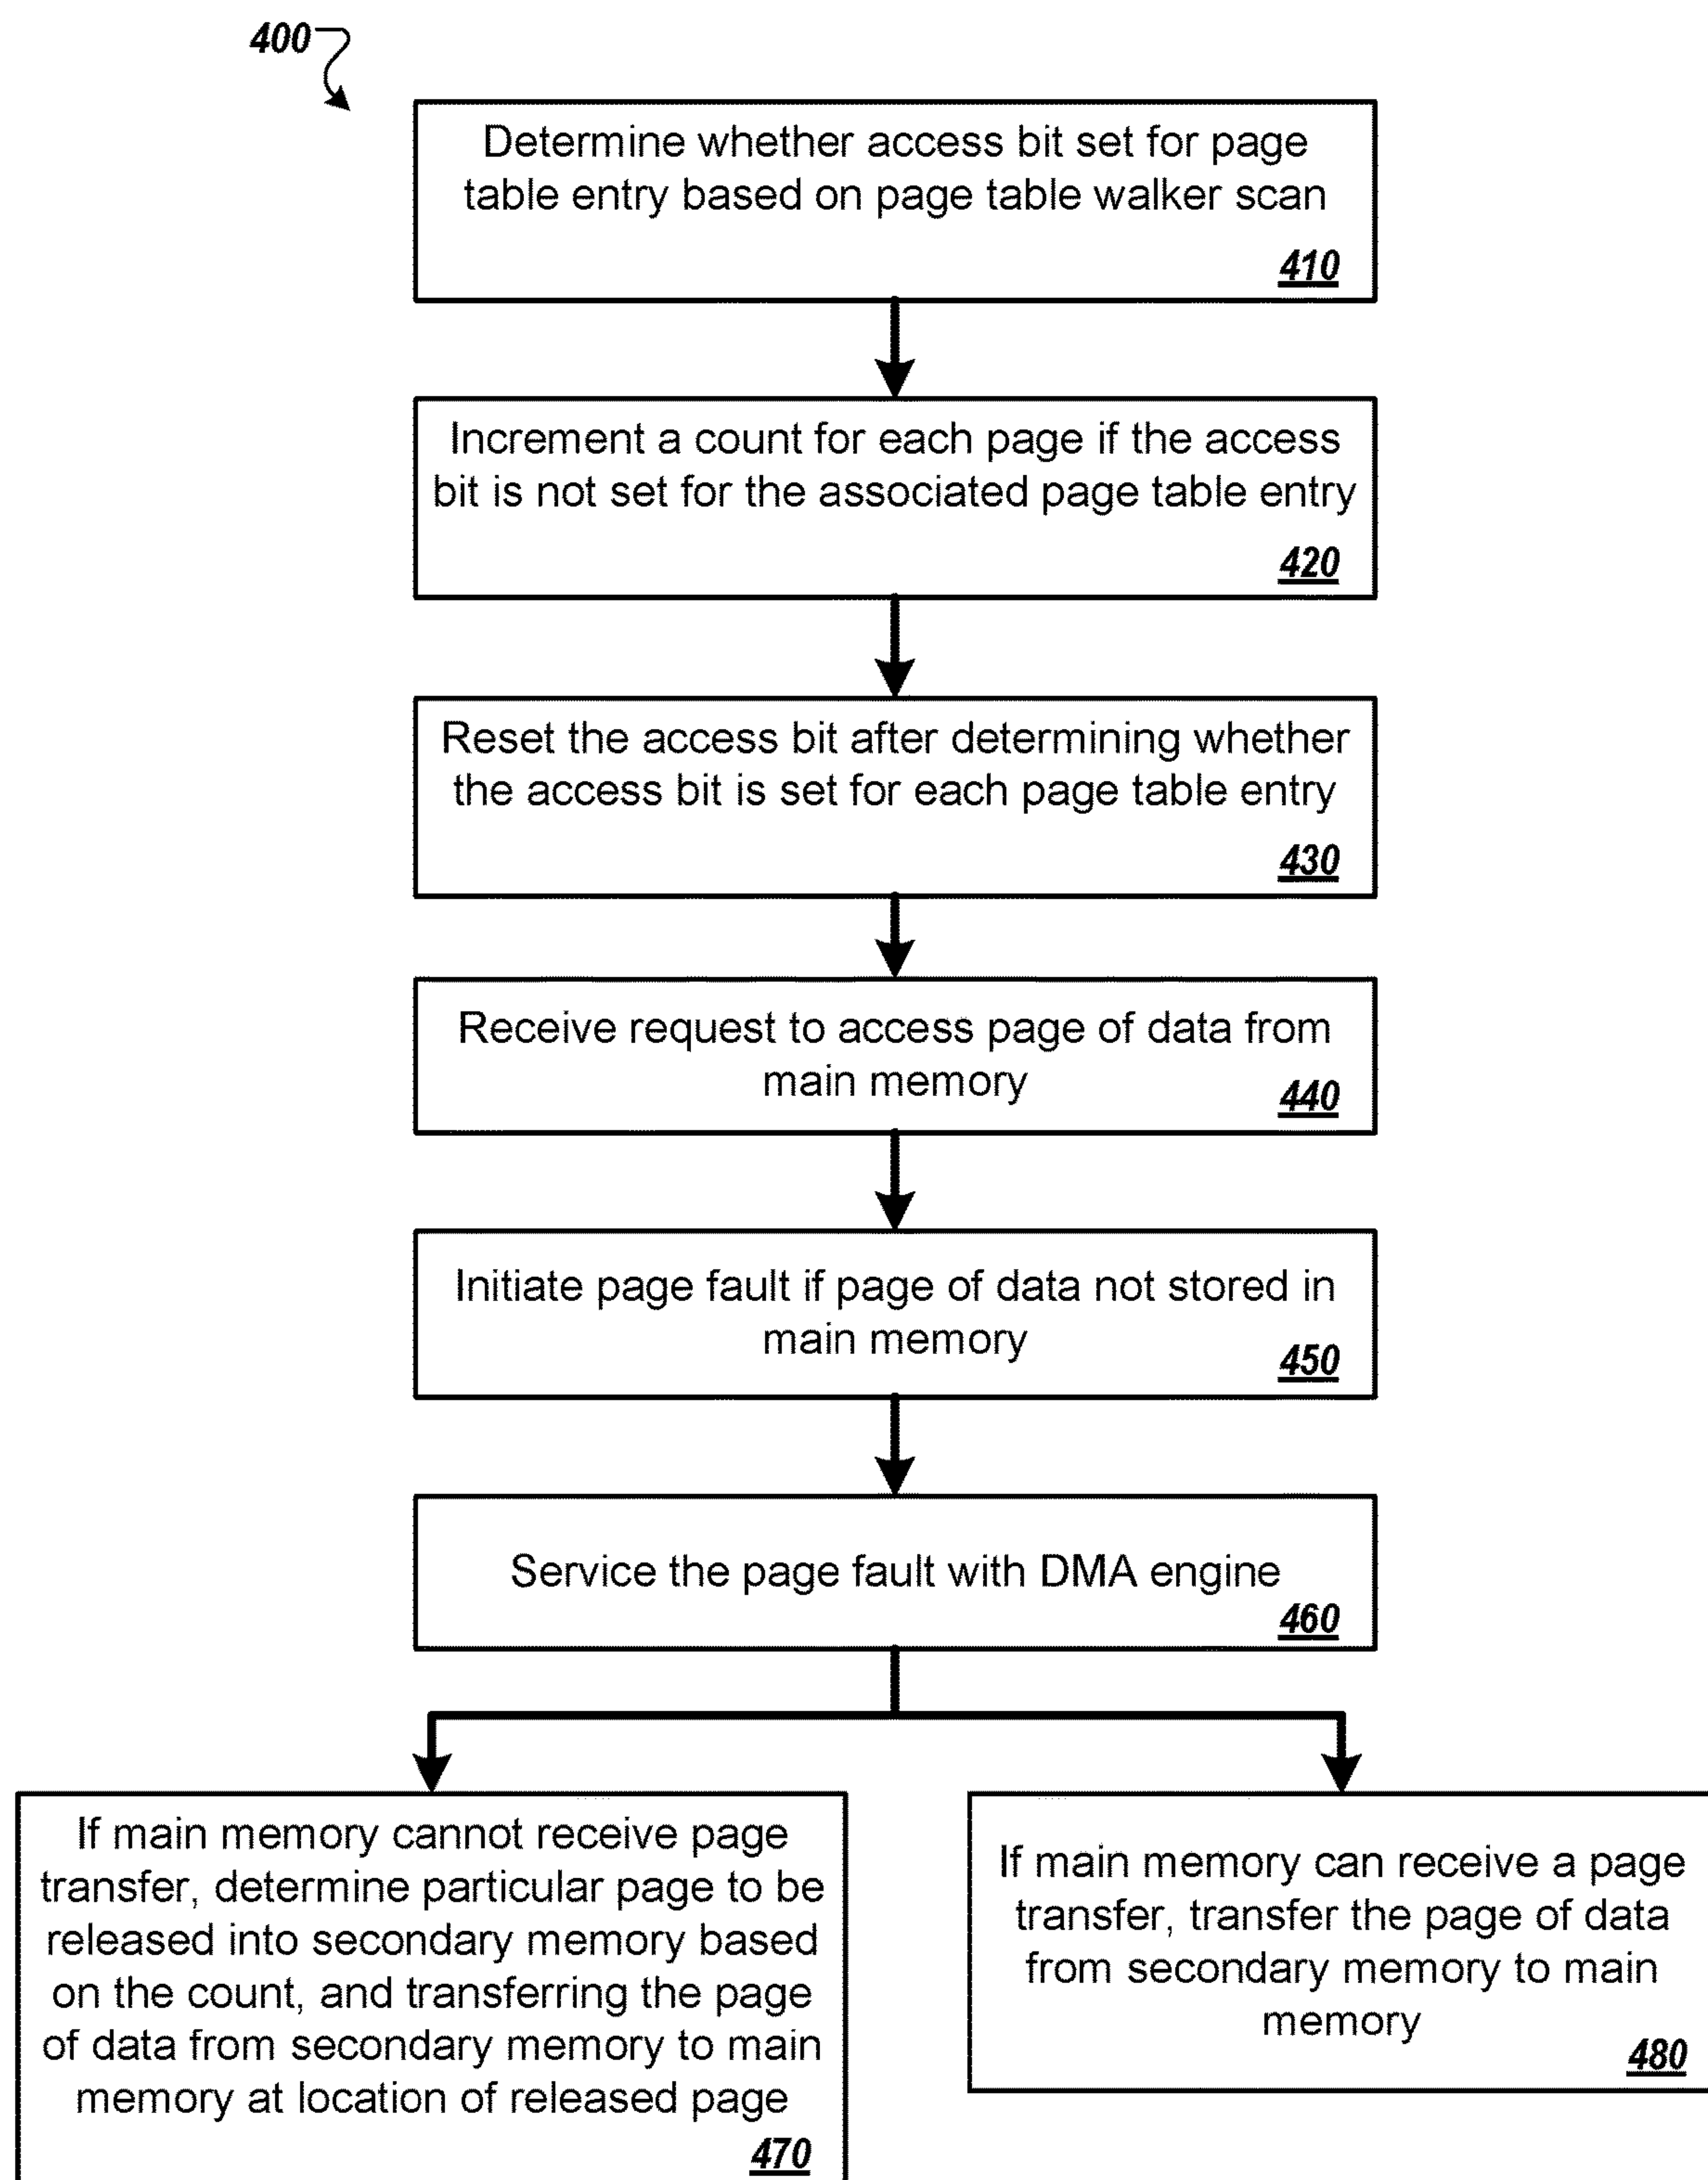 400
Determine whether access bit set for page
table entry based on page table walker scan
410
Increment a count for each page if the access
bit is not set for the associated page table entry
420
Reset the access bit after determining whether
the access bit is set for each page table entry
430
Receive request to access page of data from
main memory
440
Initiate page fault if page of data not stored in
main memory
450
Service the page fault with DMA engine
460
If main memory cannot receive page
transfer, determine particular page to be
released into secondary memory based
on the count, and transferring the page
of data from secondary memory to main
memory at location of released page
470
If main memory can receive a page
transfer, transfer the page of data
from secondary memory to main
memory
480